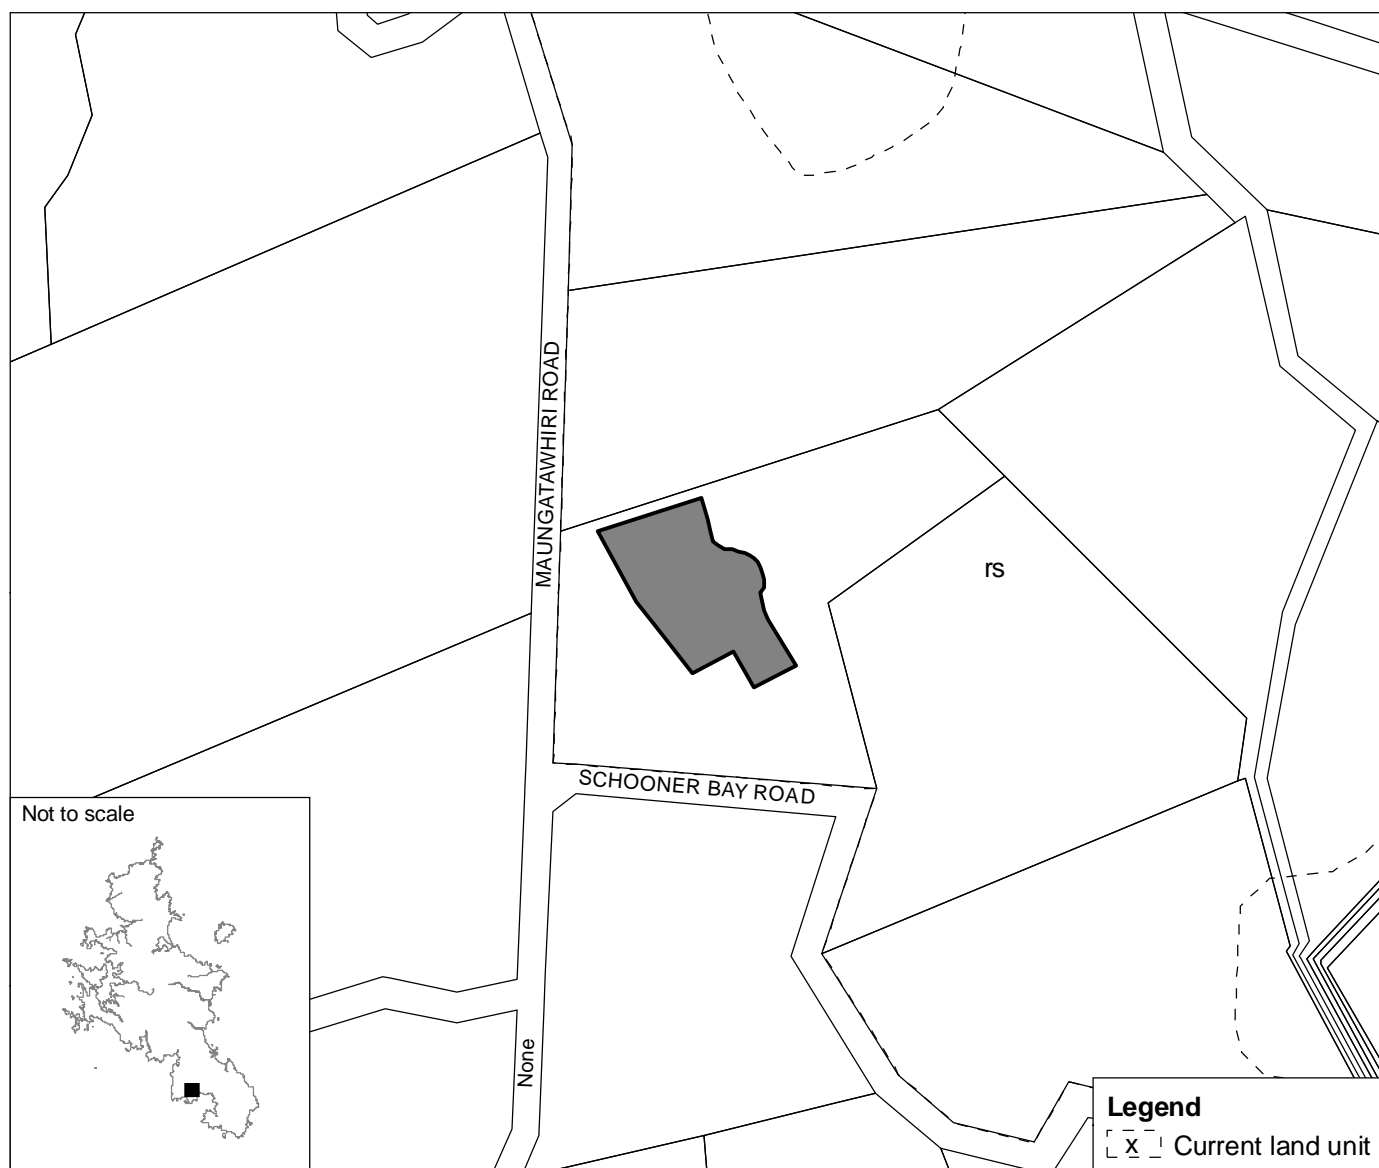 MAUNGATAWHIRI ROAD
rs
SCHOONER BAY ROAD
Not to scale
None
Legend
x Current land unit